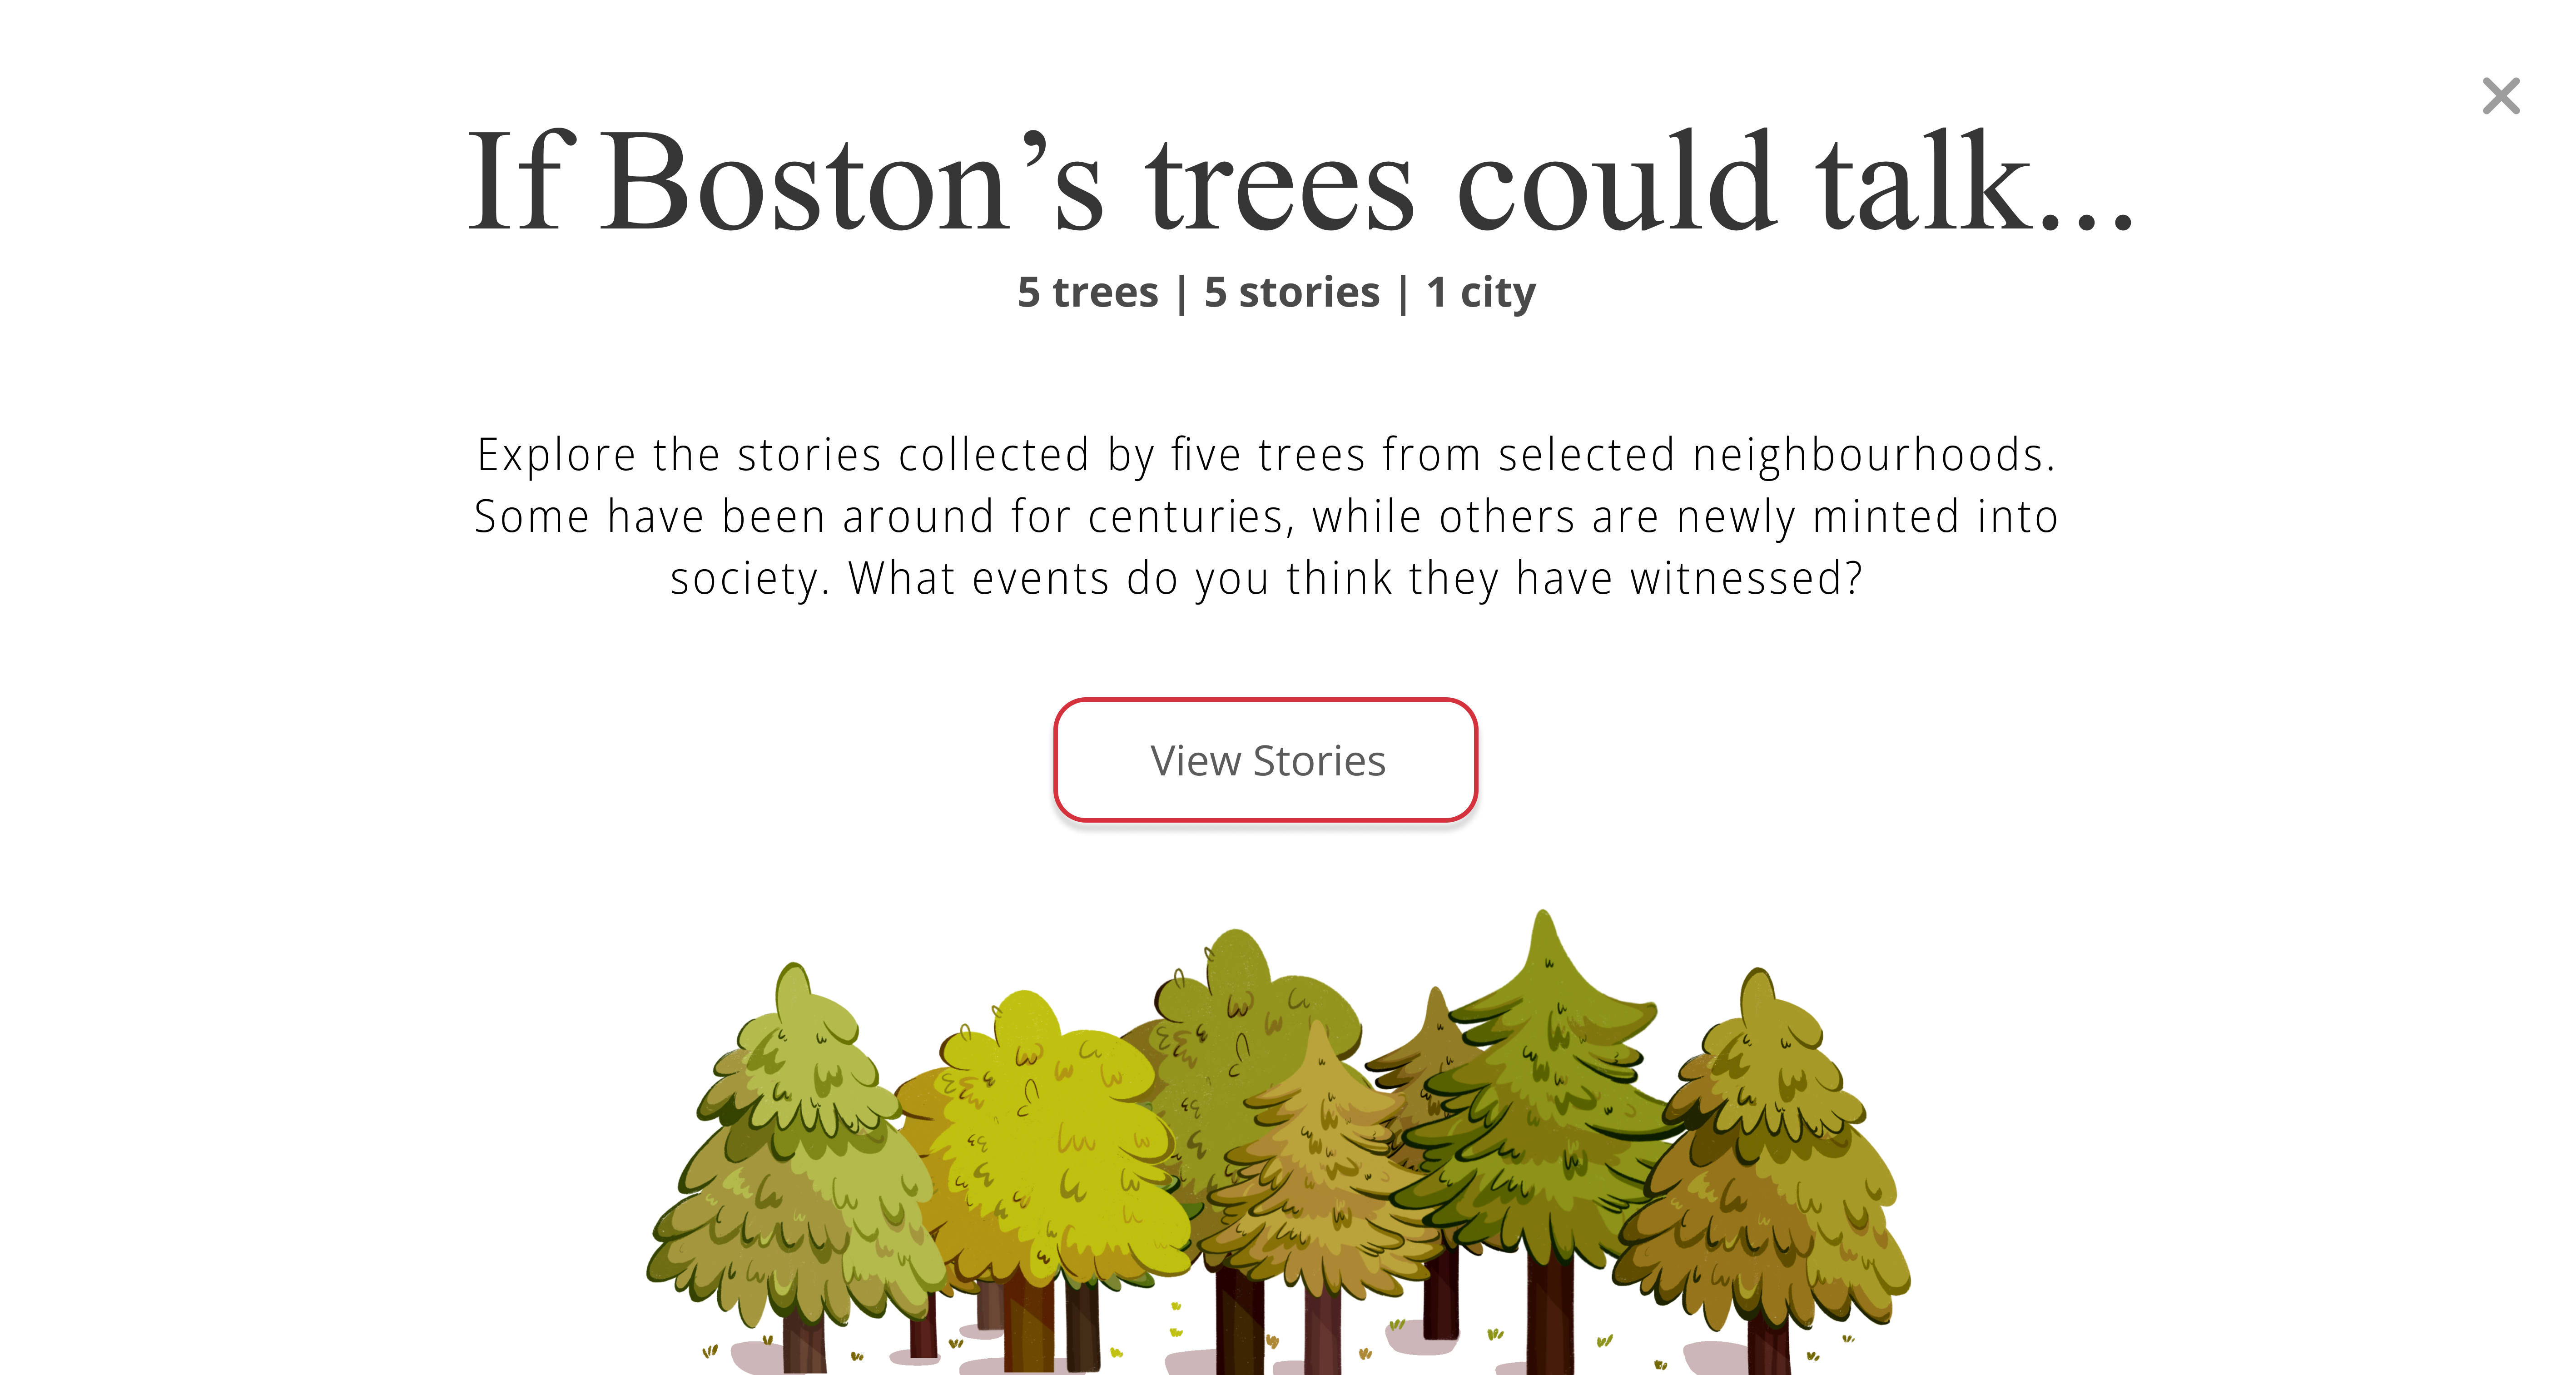 If Boston’s trees could talk...
5 trees | 5 stories | 1 city
Explore the stories collected by five trees from selected neighbourhoods.
Some have been around for centuries, while others are newly minted into
society. What events do you think they have witnessed?
View Stories